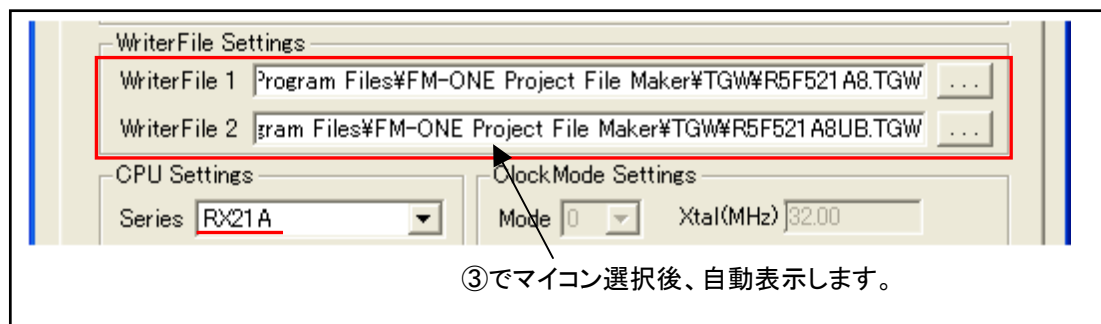 WriterFile Settings
WriterFile 1 Program Files¥FM-ONE Project File Maker¥TGW¥R5F521A8.TGW ...
WriterFile 2 gram Files¥FM-ONE Project File Maker¥TGW¥R5F521A8UB.TGW ...
CPU Settings ClockMode Settings
Series RX21A Mode 0 Xtal(MHz) 32.00
③でマイコン選択後、自動表示します。